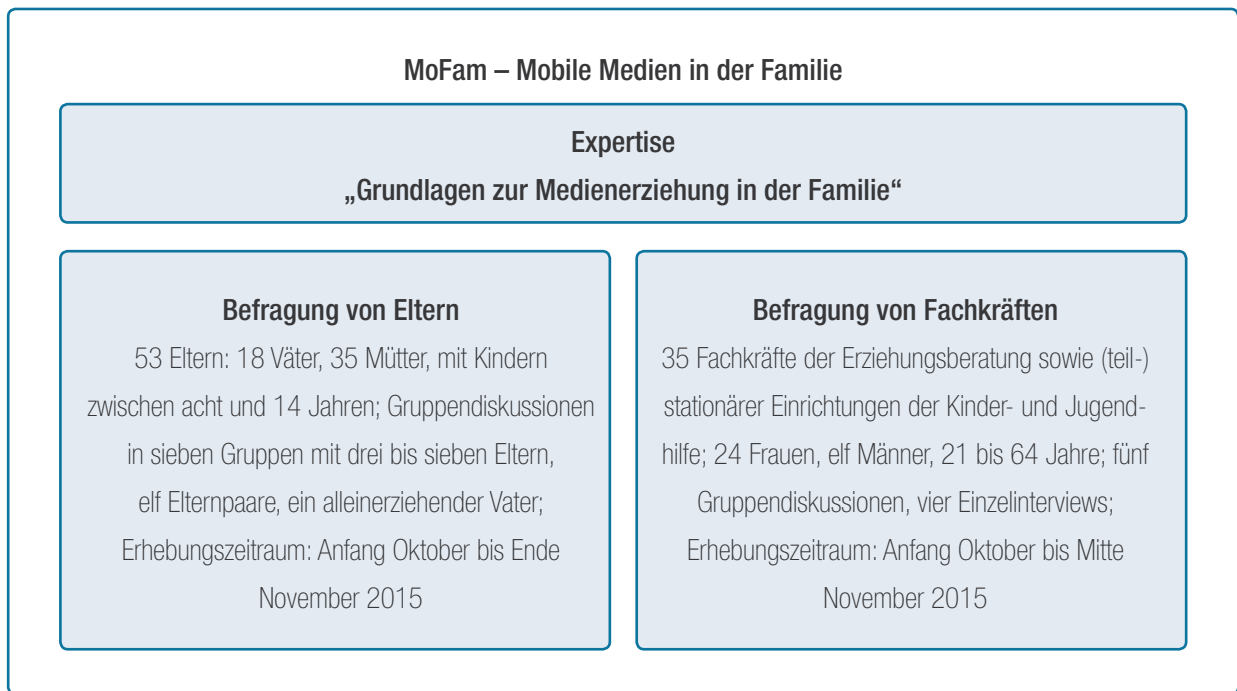 MoFam – Mobile Medien in der Familie
Expertise
„Grundlagen zur Medienerziehung in der Familie“
Befragung von Eltern
53 Eltern: 18 Väter, 35 Mütter, mit Kindern
zwischen acht und 14 Jahren; Gruppendiskussionen
in sieben Gruppen mit drei bis sieben Eltern,
elf Elternpaare, ein alleinerziehender Vater;
Erhebungszeitraum: Anfang Oktober bis Ende
November 2015
Befragung von Fachkräften
35 Fachkräfte der Erziehungsberatung sowie (teil-)
stationärer Einrichtungen der Kinder- und Jugend-
hilfe; 24 Frauen, elf Männer, 21 bis 64 Jahre; fünf
Gruppendiskussionen, vier Einzelinterviews;
Erhebungszeitraum: Anfang Oktober bis Mitte
November 2015